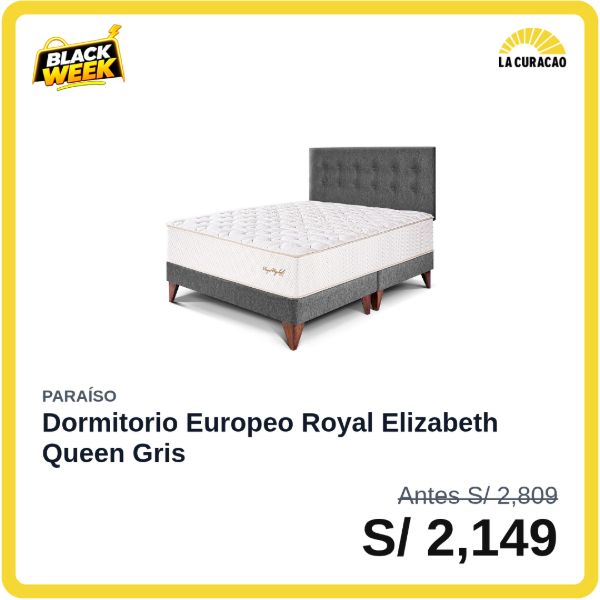 BLACK
WEEK
LA CURACAO
PARAÍSO
Dormitorio Europeo Royal Elizabeth
Queen Gris
Antes S/ 2,809
S/ 2,149